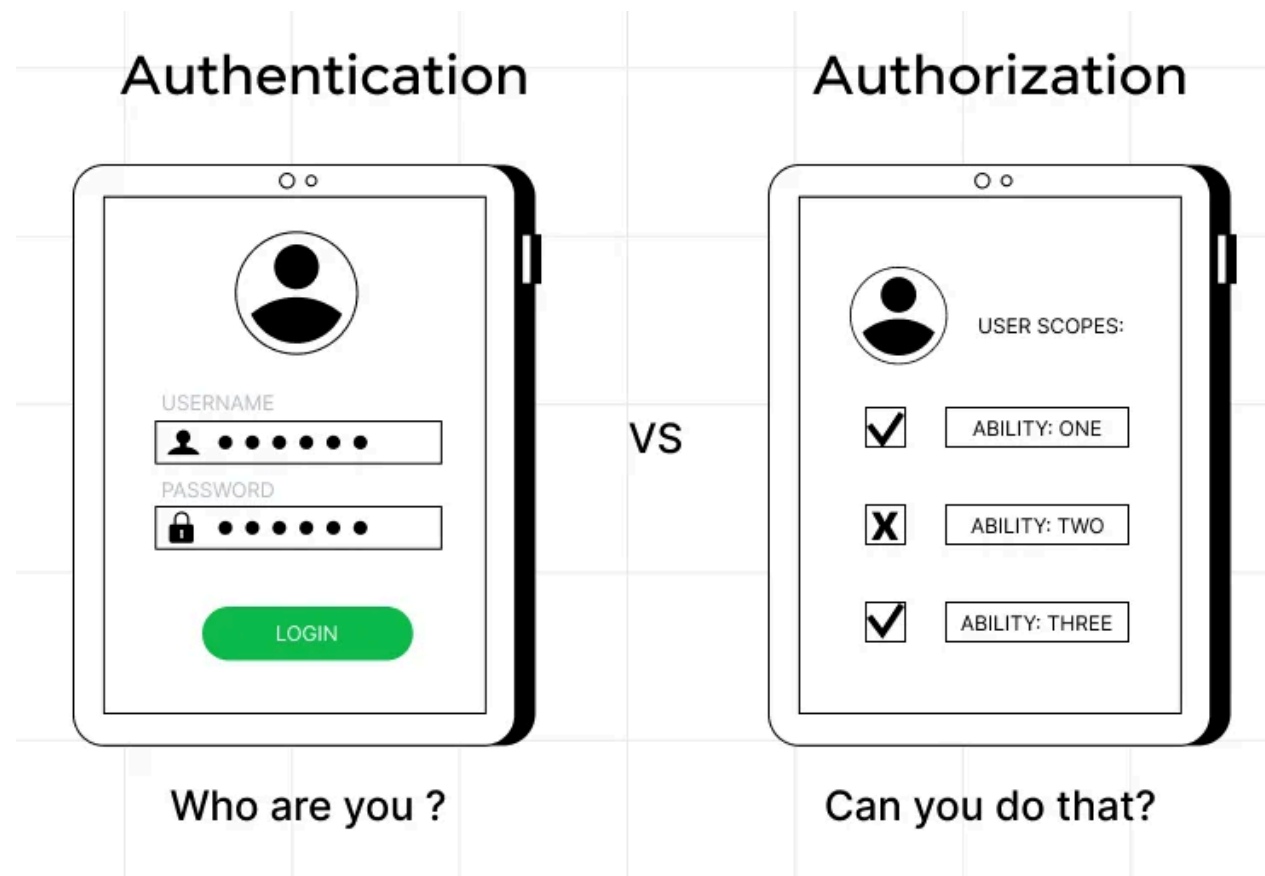 Authentication
USERNAME
PASSWORD
LOGIN
Who are you ?
VS
Authorization
USER SCOPES:
ABILITY: ONE
X
ABILITY: TWO
ABILITY: THREE
Can you do that?